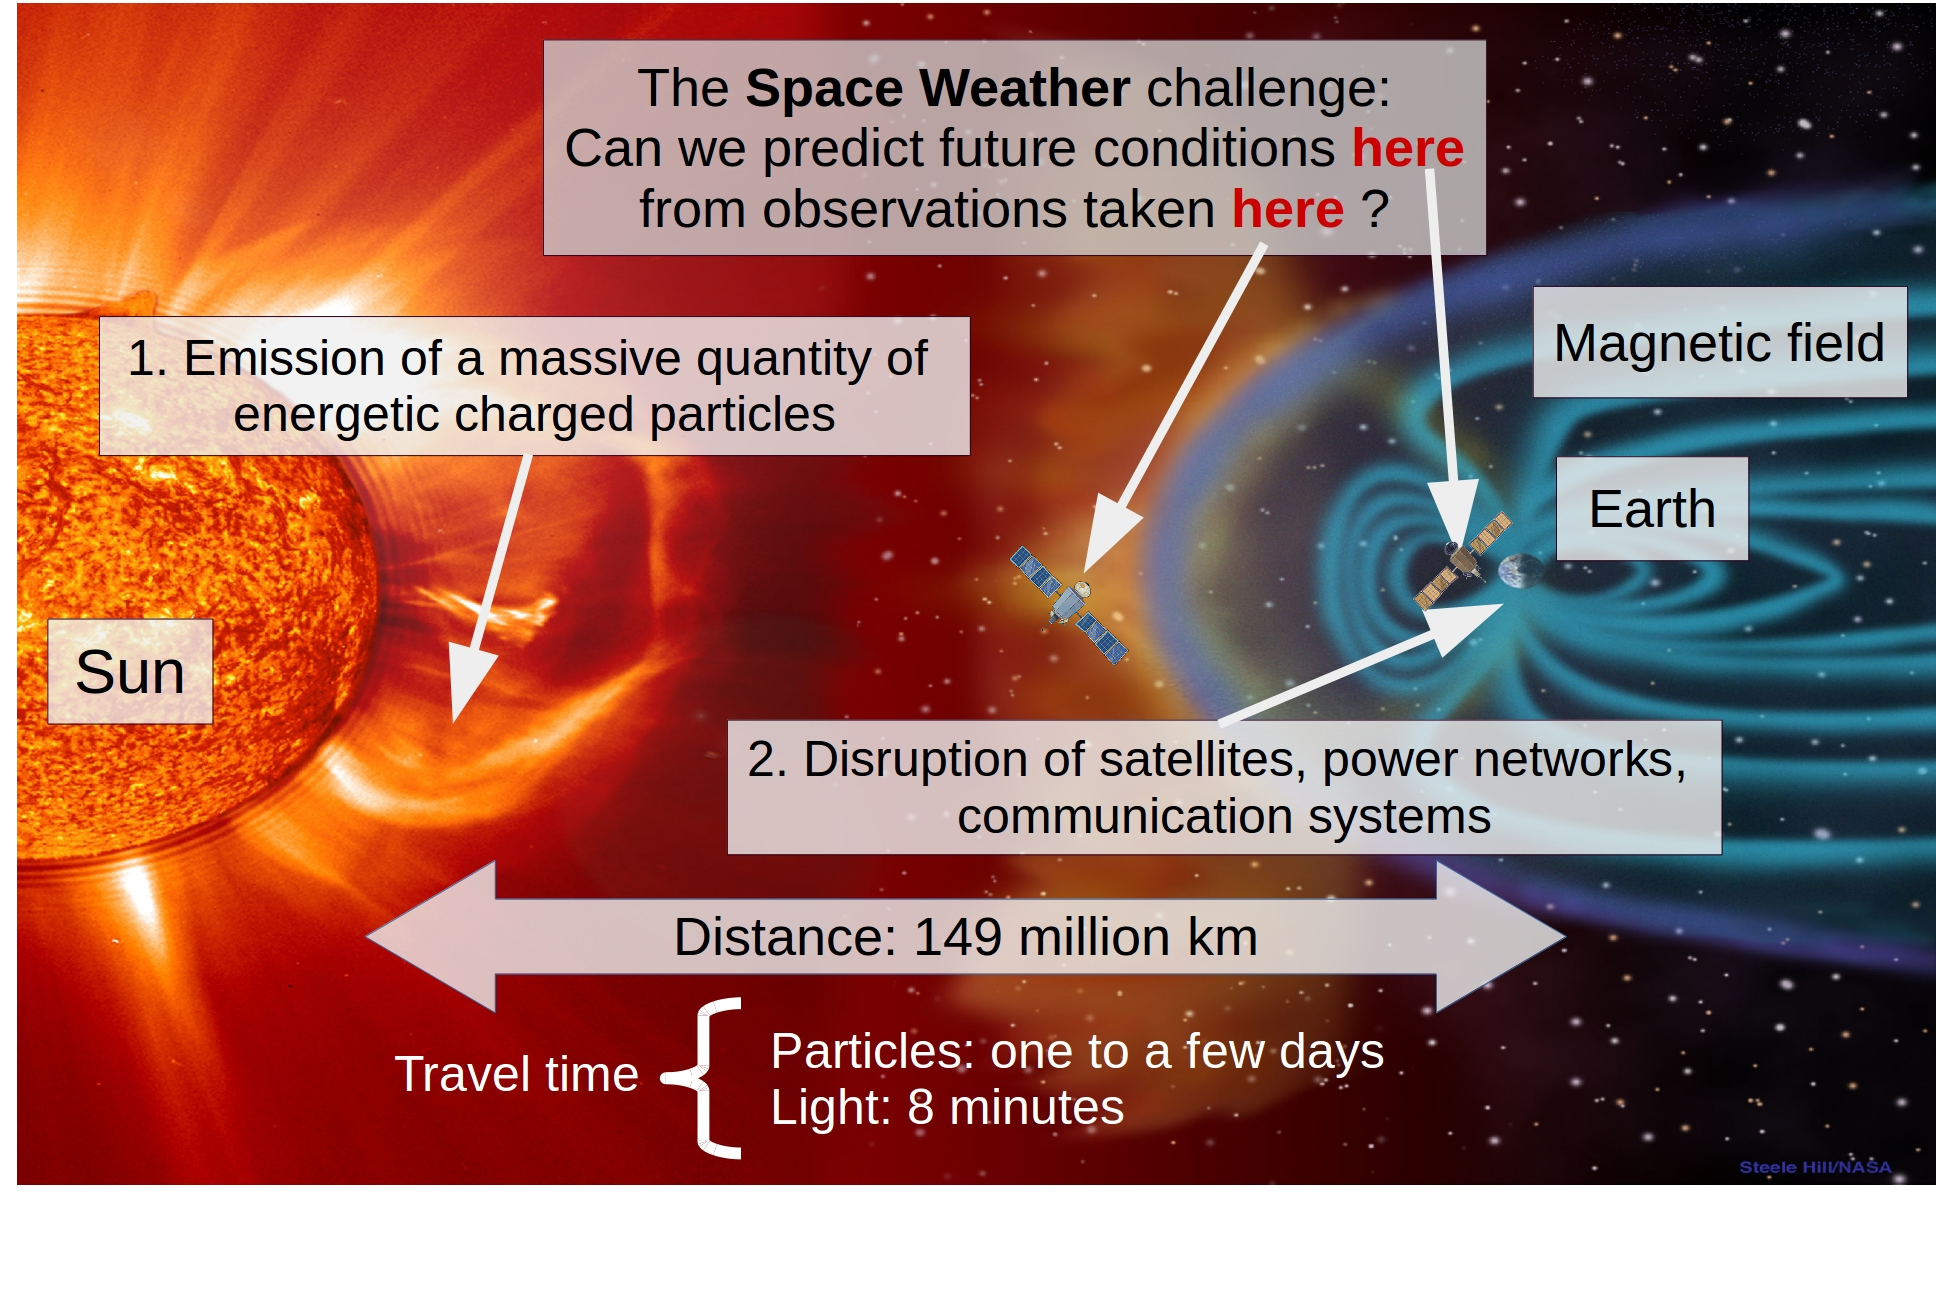 The Space Weather challenge:
Can we predict future conditions here
from observations taken here ?
Magnetic field
1. Emission of a massive quantity of
energetic charged particles
Earth
Sun
2. Disruption of satellites, power networks,
communication systems
Distance: 149 million km
Travel time
Particles: one to a few days
Light: 8 minutes
Steele Hill/NASA